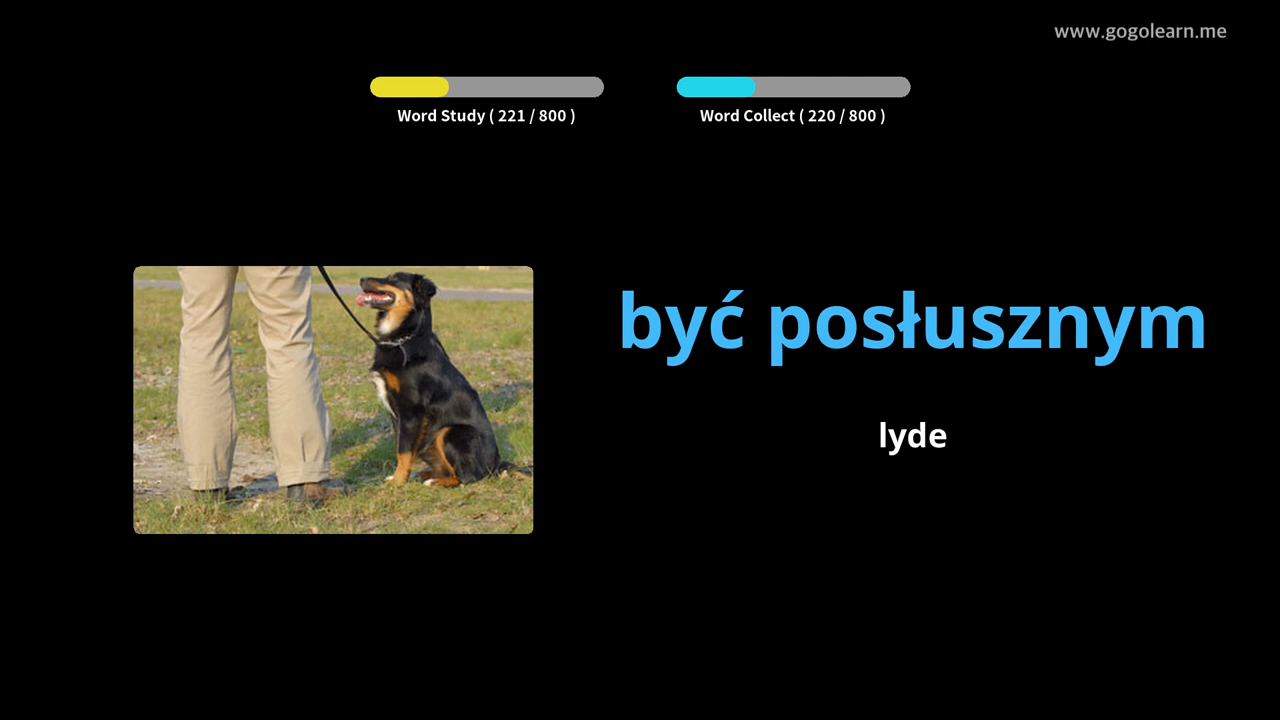 www.gogolearn.me
Word Study ( 221 / 800 )
Word Collect ( 220 / 800 )
być posłusznym
lyde